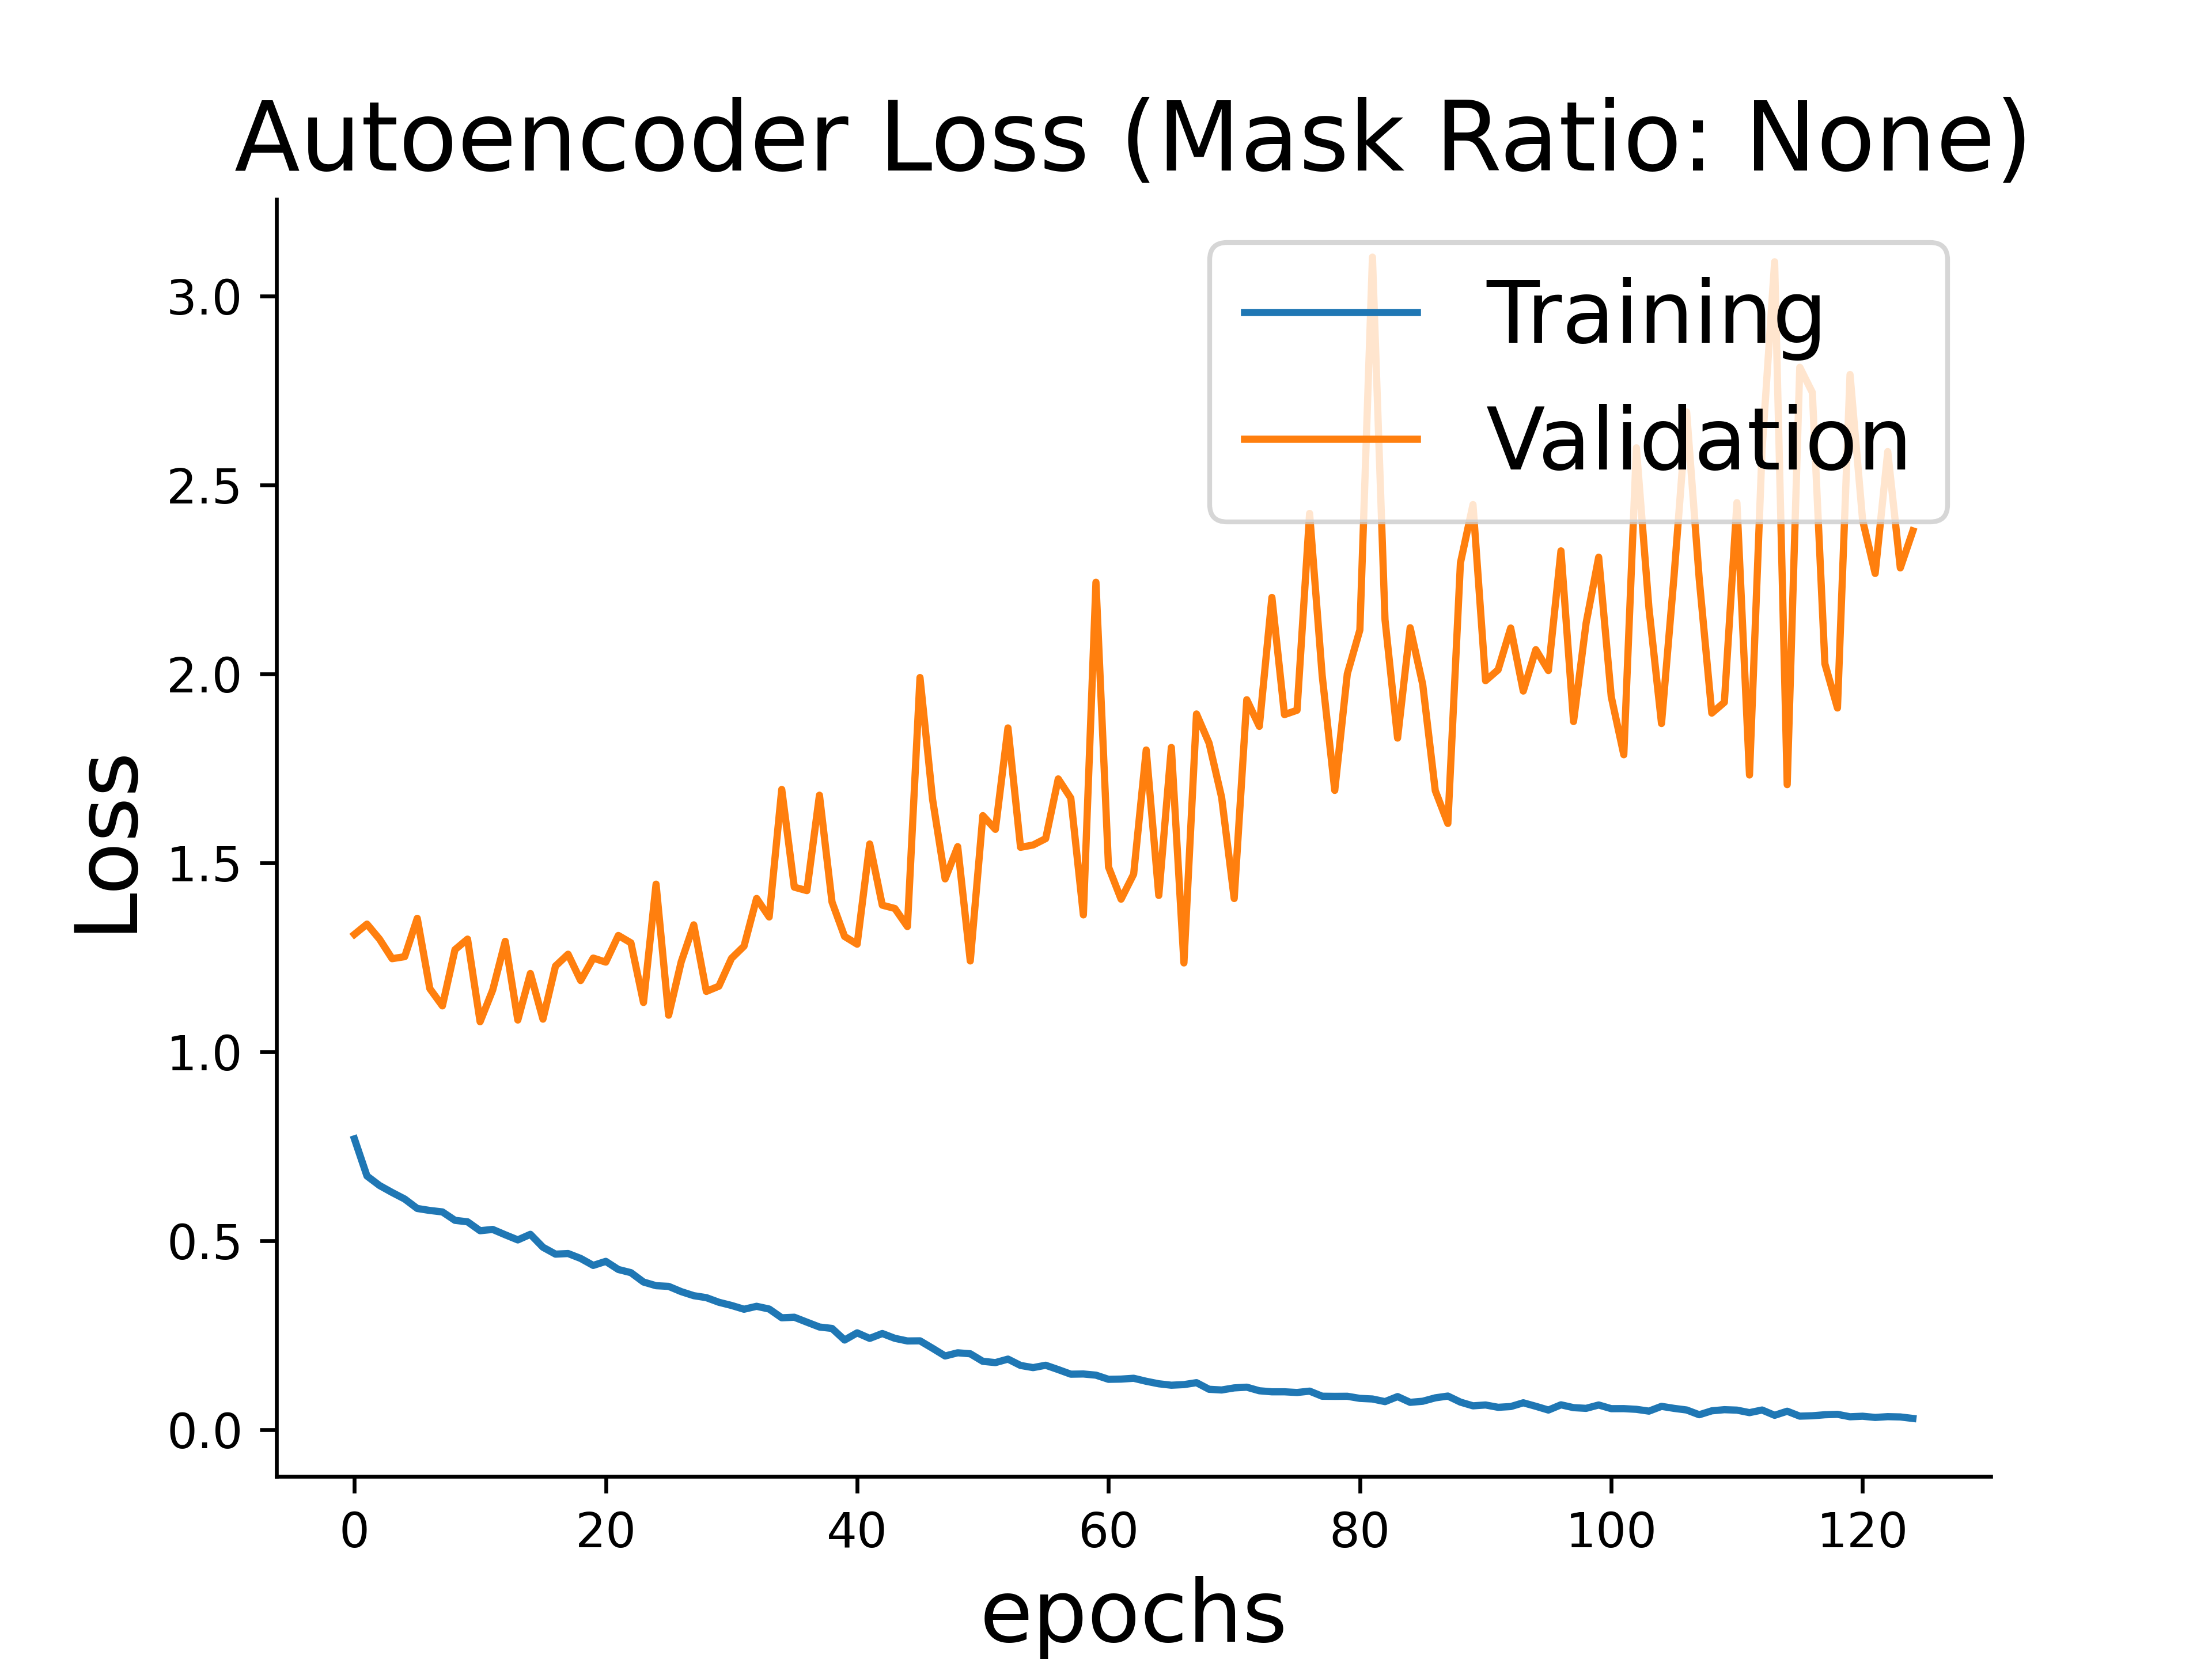 Autoencoder Loss (Mask Ratio: None)
Training
Validation
Loss
3.0
2.5
2.0
1.5
1.0
0.5
0.0
0 20 40 60 80 100 120
epochs